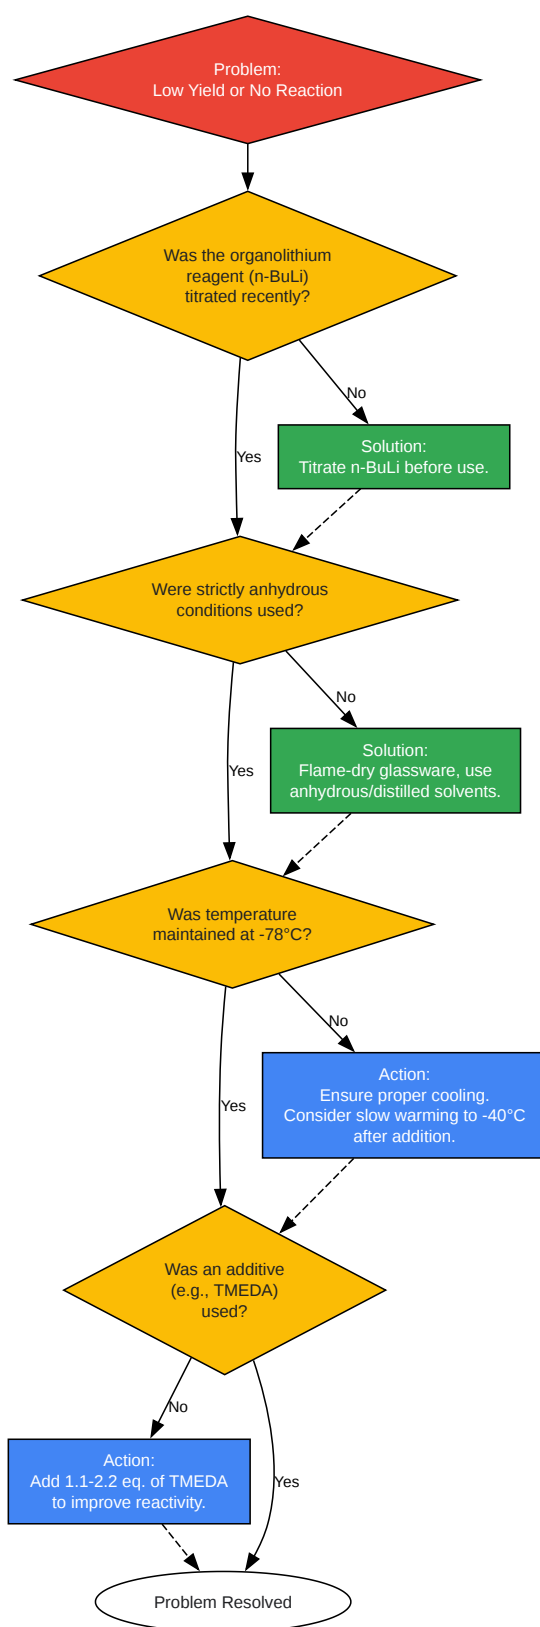 Problem:
Low Yield or No Reaction
Was the organolithium
reagent (n-BuLi)
titrated recently?
No
Yes
Solution:
Titrate n-BuLi before use.
Were strictly anhydrous
conditions used?
No
Yes
Solution:
Flame-dry glassware, use
anhydrous/distilled solvents.
Was temperature
maintained at -78°C?
No
Yes
Action:
Ensure proper cooling.
Consider slow warming to -40°C
after addition.
Was an additive
(e.g., TMEDA)
used?
No
Yes
Action:
Add 1.1-2.2 eq. of TMEDA
to improve reactivity.
Problem Resolved